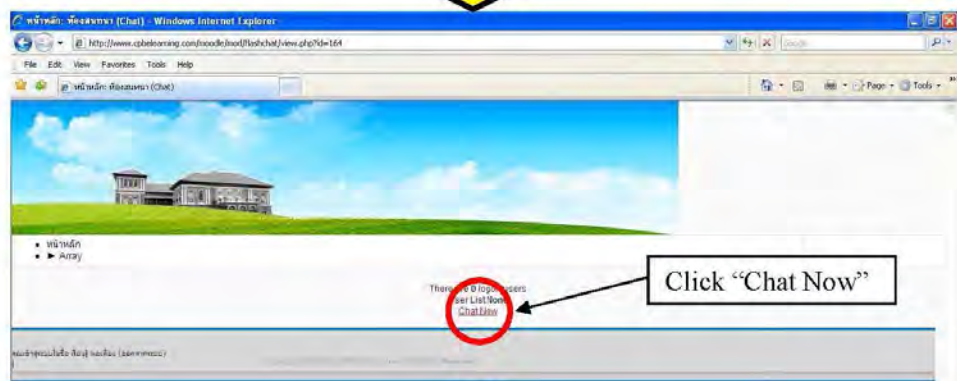 หน้าหลัก: ห้องสนทนา (Chat) - Windows Internet Explorer
http://www.cpbelearning.com/moodle/mod/flashchat/view.php?id=164
Google
File Edit View Favorites Tools Help
หน้าหลัก: ห้องสนทนา (Chat)
Page Tools
หน้าหลัก
► Array
There are 0 logon users
User List None
Chat Now
Click “Chat Now”